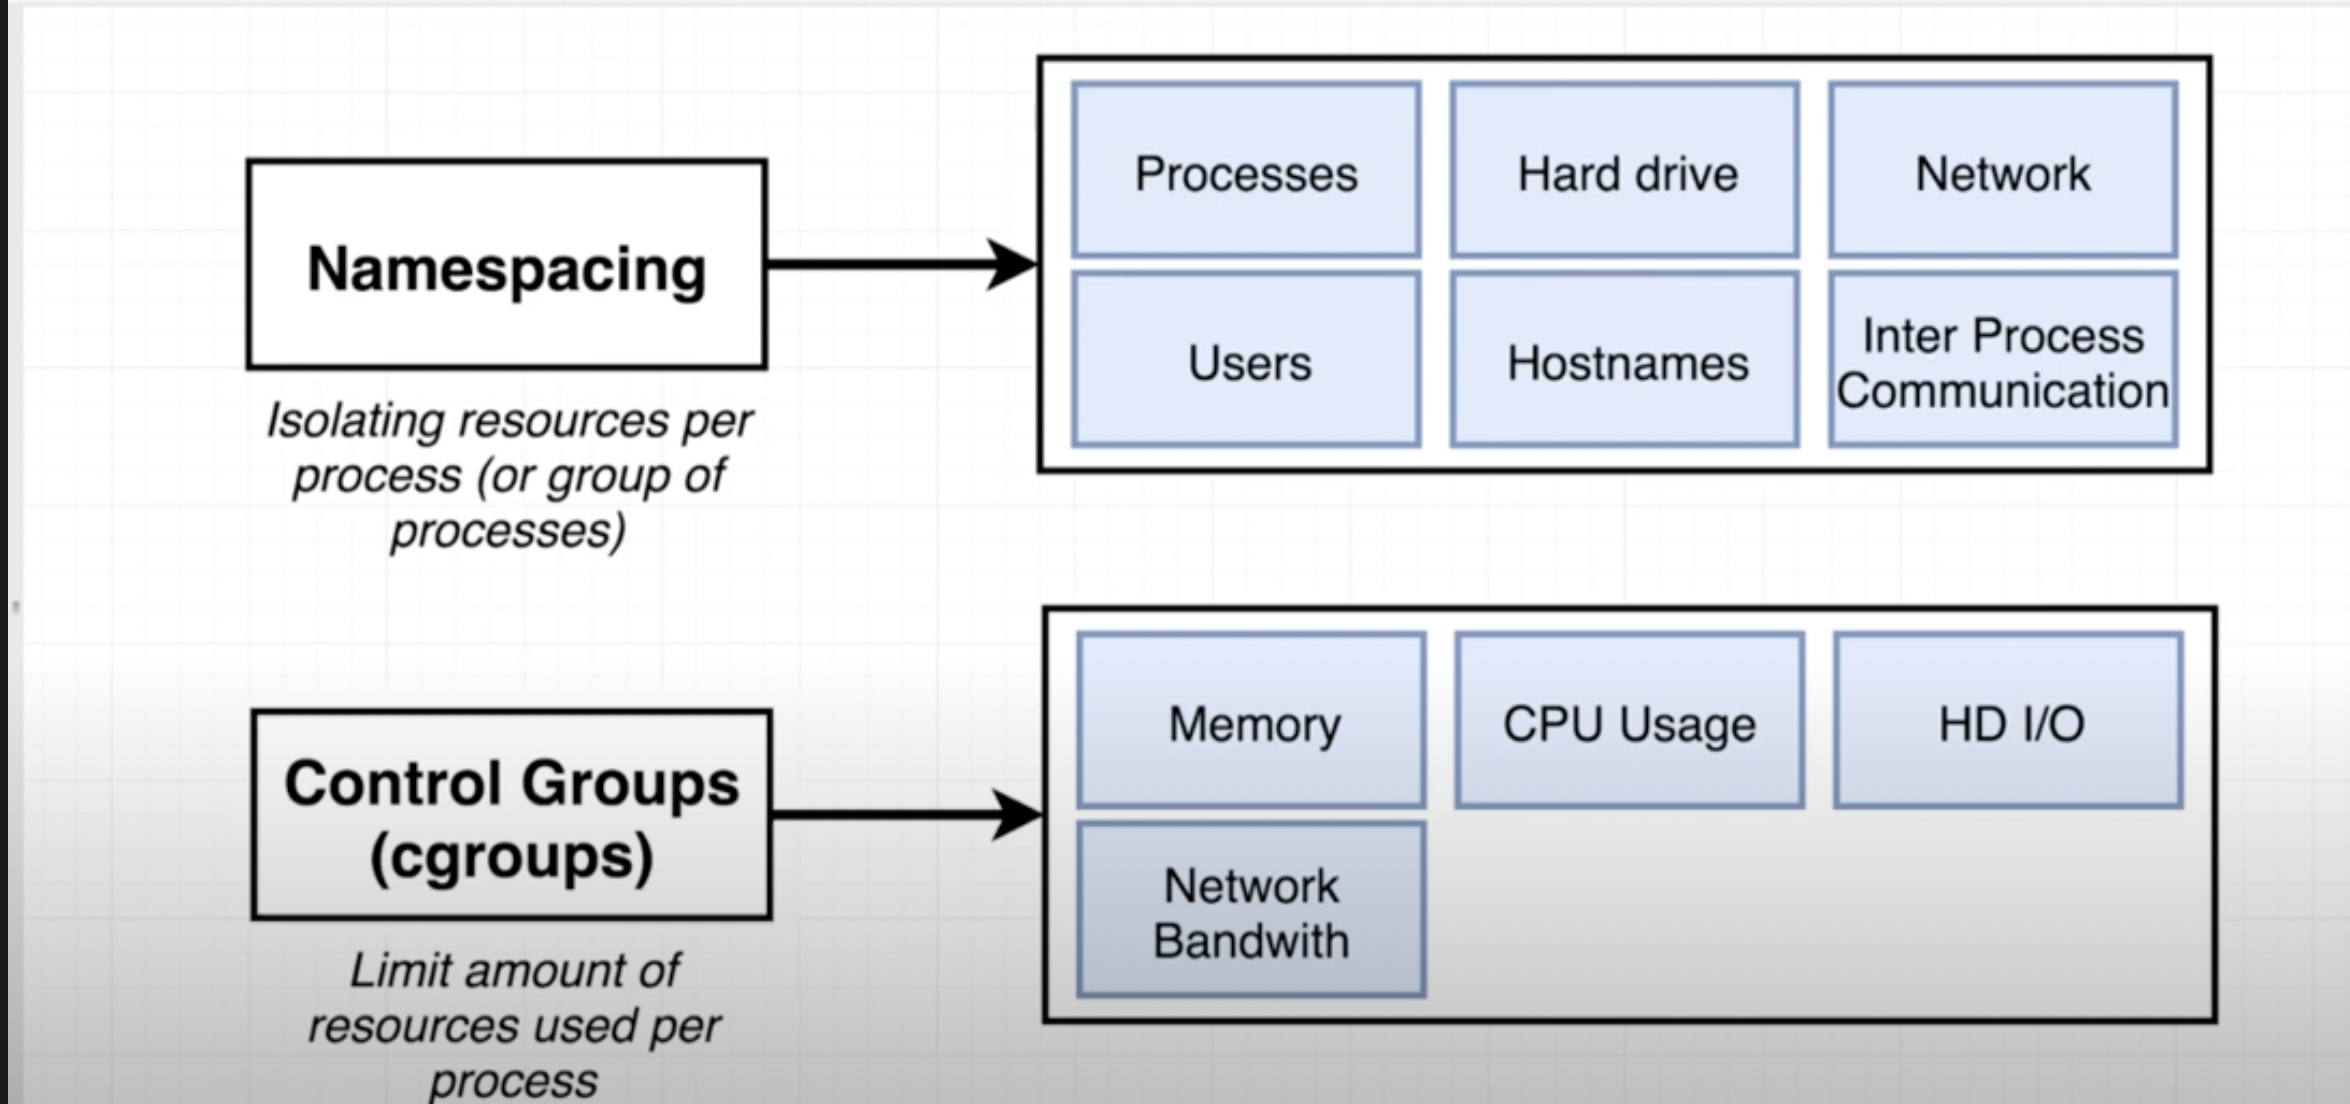 Namespacing
Isolating resources per
process (or group of
processes)
Processes
Hard drive
Network
Users
Hostnames
Inter Process
Communication
Control Groups
(cgroups)
Limit amount of
resources used per
process
Memory
CPU Usage
HD I/O
Network
Bandwith